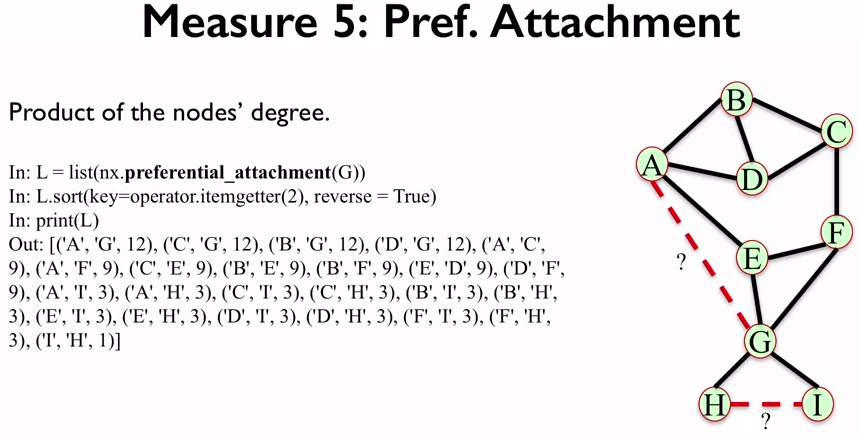 Measure 5: Pref. Attachment
Product of the nodes' degree.
In: L = list(nx.preferential_attachment(G))
In: L.sort(key=operator.itemgetter(2), reverse = True)
In: print(L)
Out: [('A', 'G', 12), ('C', 'G', 12), ('B', 'G', 12), ('D', 'G', 12), ('A', 'C',
9), ('A', 'F', 9), ('C', 'E', 9), ('B', 'E', 9), ('B', 'F', 9), ('E', 'D', 9), ('D', 'F',
9), ('A', 'I', 3), ('A', 'H', 3), ('C', 'I', 3), ('C', 'H', 3), ('B', 'I', 3), ('B', 'H',
3), ('E', 'I', 3), ('E', 'H', 3), ('D', 'I', 3), ('D', 'H', 3), ('F', 'I', 3), ('F', 'H',
3), ('I', 'H', 1)]
B
C
A
D
F
E
?
G
H
I
?